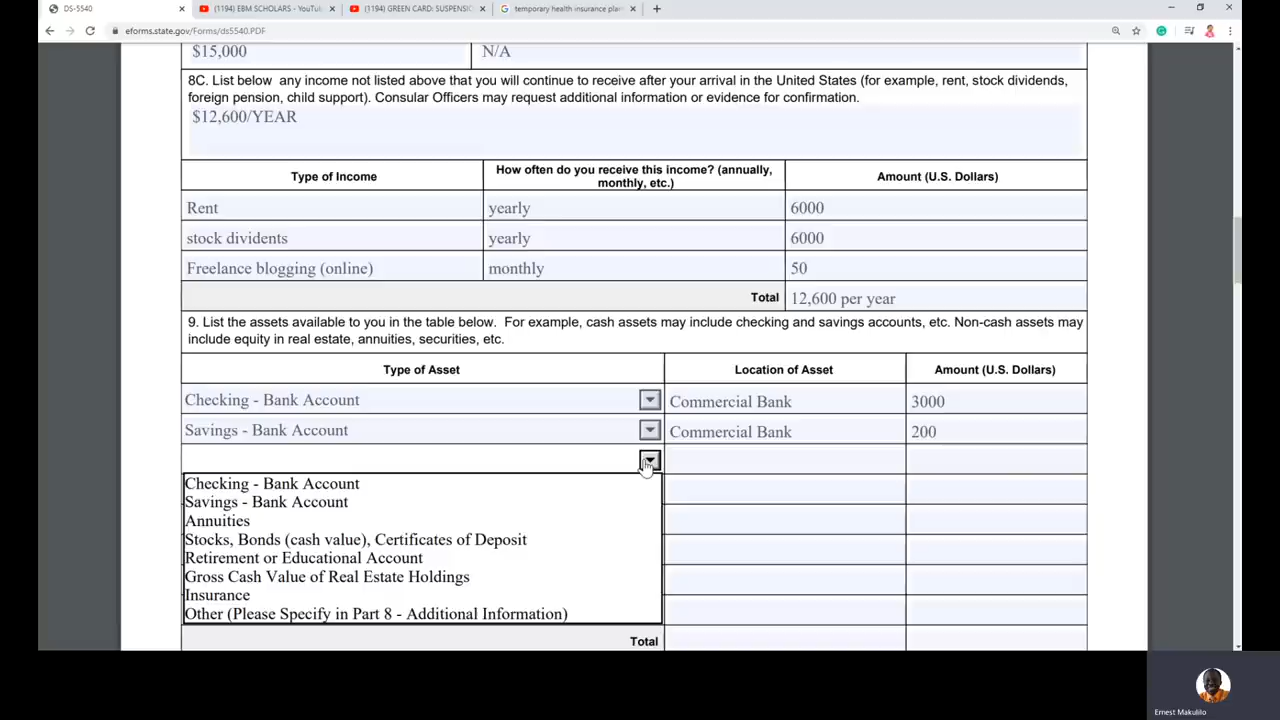 DS-5540
(1194) EBM SCHOLARS - YouTu
(1194) GREEN CARD: SUSPENSI
temporary health insurance plan
eforms.state.gov/Forms/ds5540.PDF
$15,000 N/A
8C. List below any income not listed above that you will continue to receive after your arrival in the United States (for example, rent, stock dividends,
foreign pension, child support). Consular Officers may request additional information or evidence for confirmation.
$12,600/YEAR
Type of Income
How often do you receive this income? (annually,
monthly, etc.)
Amount (U.S. Dollars)
Rent yearly 6000
stock dividents yearly 6000
Freelance blogging (online) monthly 50
Total 12,600 per year
9. List the assets available to you in the table below. For example, cash assets may include checking and savings accounts, etc. Non-cash assets may
include equity in real estate, annuities, securities, etc.
Type of Asset Location of Asset Amount (U.S. Dollars)
Checking - Bank Account Commercial Bank 3000
Savings - Bank Account Commercial Bank 200
Checking - Bank Account
Savings - Bank Account
Annuities
Stocks, Bonds (cash value), Certificates of Deposit
Retirement or Educational Account
Gross Cash Value of Real Estate Holdings
Insurance
Other (Please Specify in Part 8 - Additional Information)
Total
Ernest Makulilo